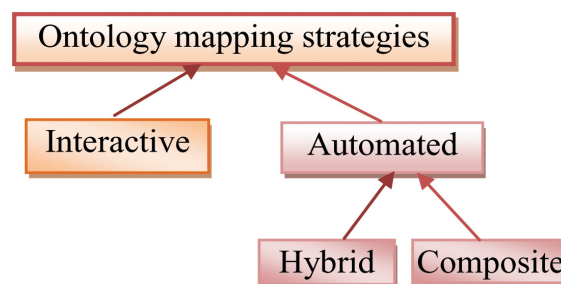 Ontology mapping strategies
Interactive
Automated
Hybrid
Composite